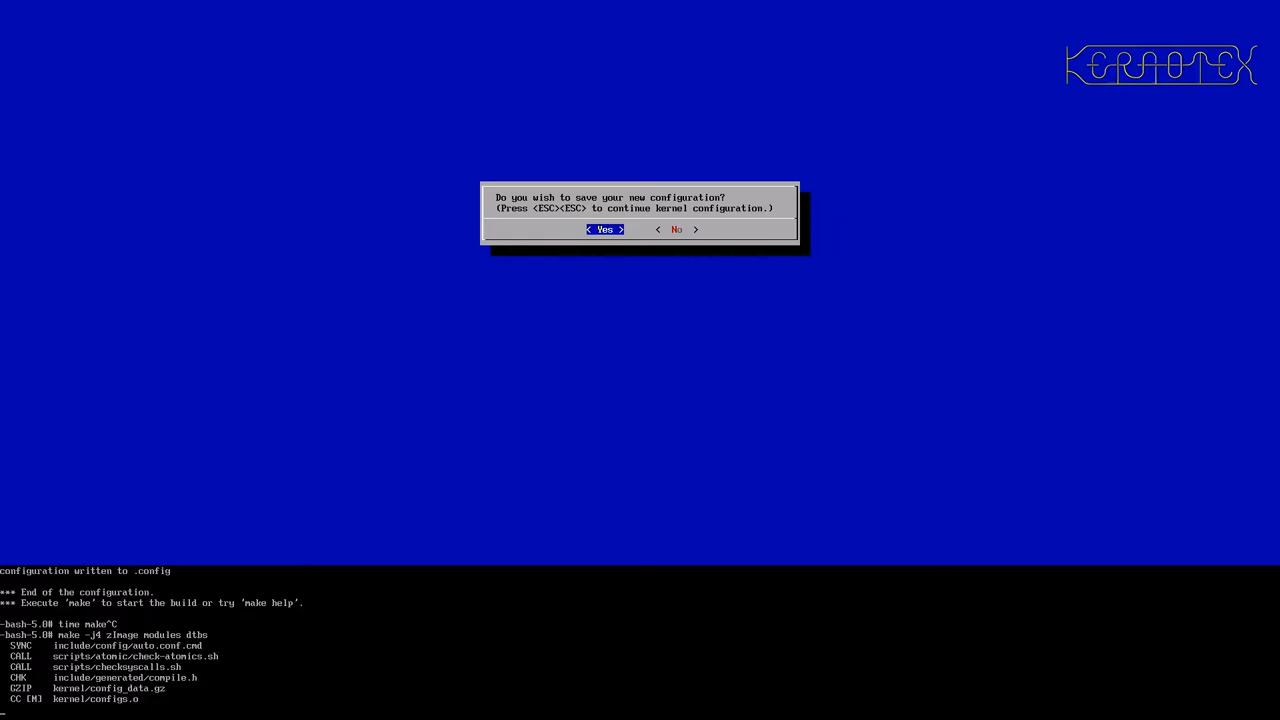 KERNOTEX
Do you wish to save your new configuration?
(Press <ESC><ESC> to continue kernel configuration.)
< Yes > < No >
configuration written to .config
*** End of the configuration.
*** Execute 'make' to start the build or try 'make help'.
-bash-5.0# time make^C
-bash-5.0# make -j4 zImage modules dtbs
SYNC include/config/auto.conf.cmd
CALL scripts/atomic/check-atomics.sh
CALL scripts/checksyscalls.sh
CHK include/generated/compile.h
GZIP kernel/config_data.gz
CC [M] kernel/configs.o